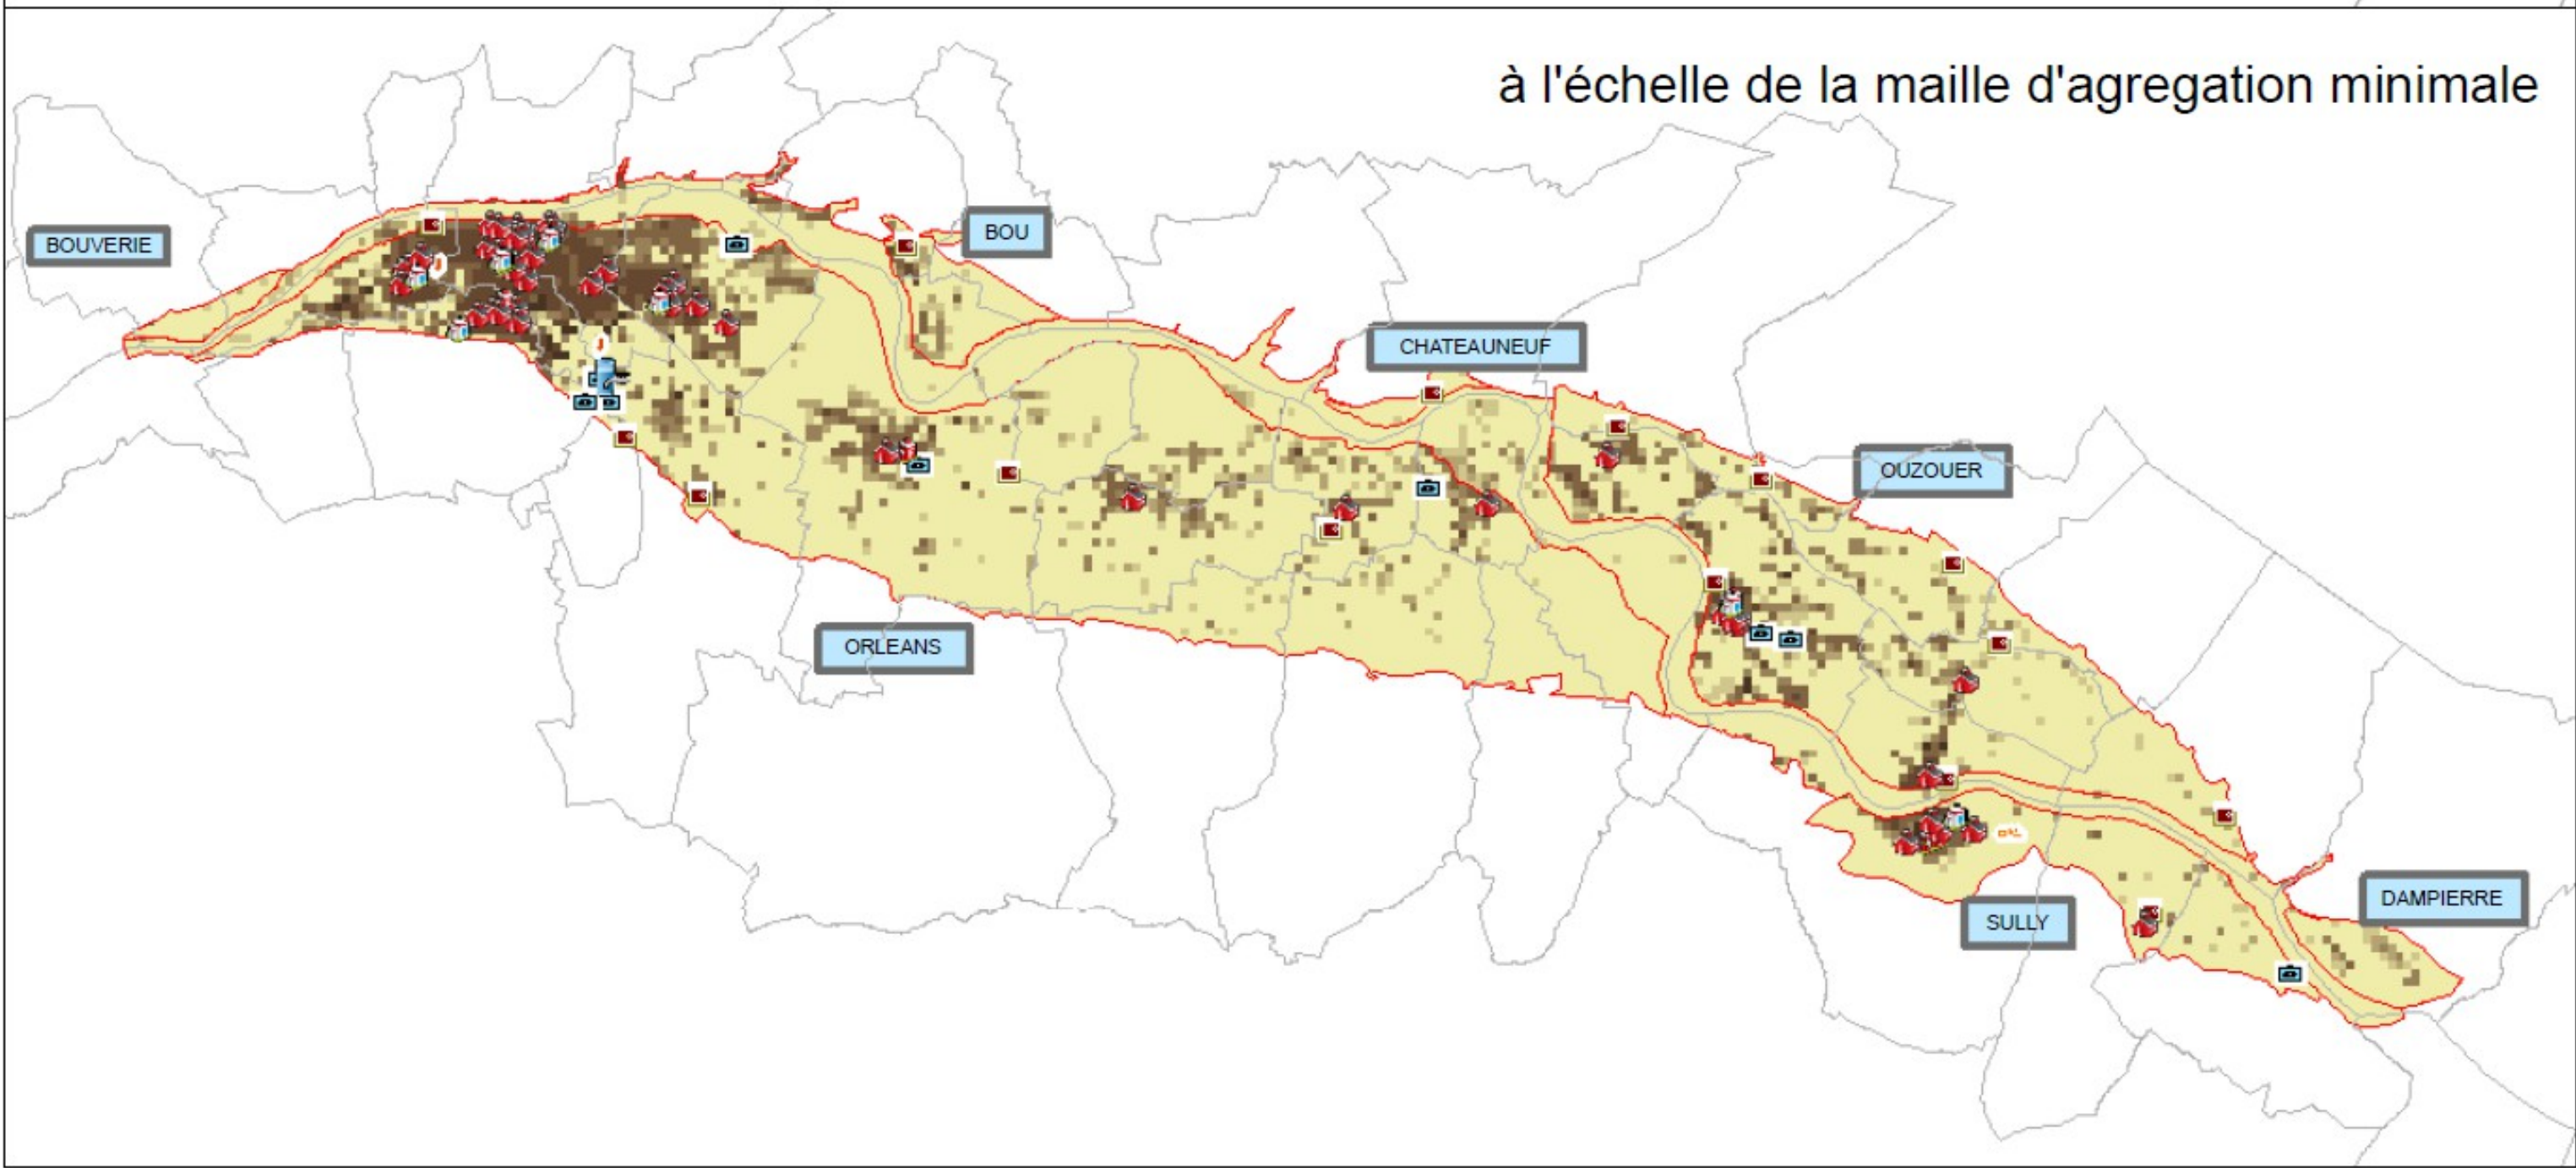 à l'échelle de la maille d'agregation minimale
BOUVERIE
BOU
CHATEAUNEUF
OUZOUER
ORLEANS
DAMPIERRE
SULLY